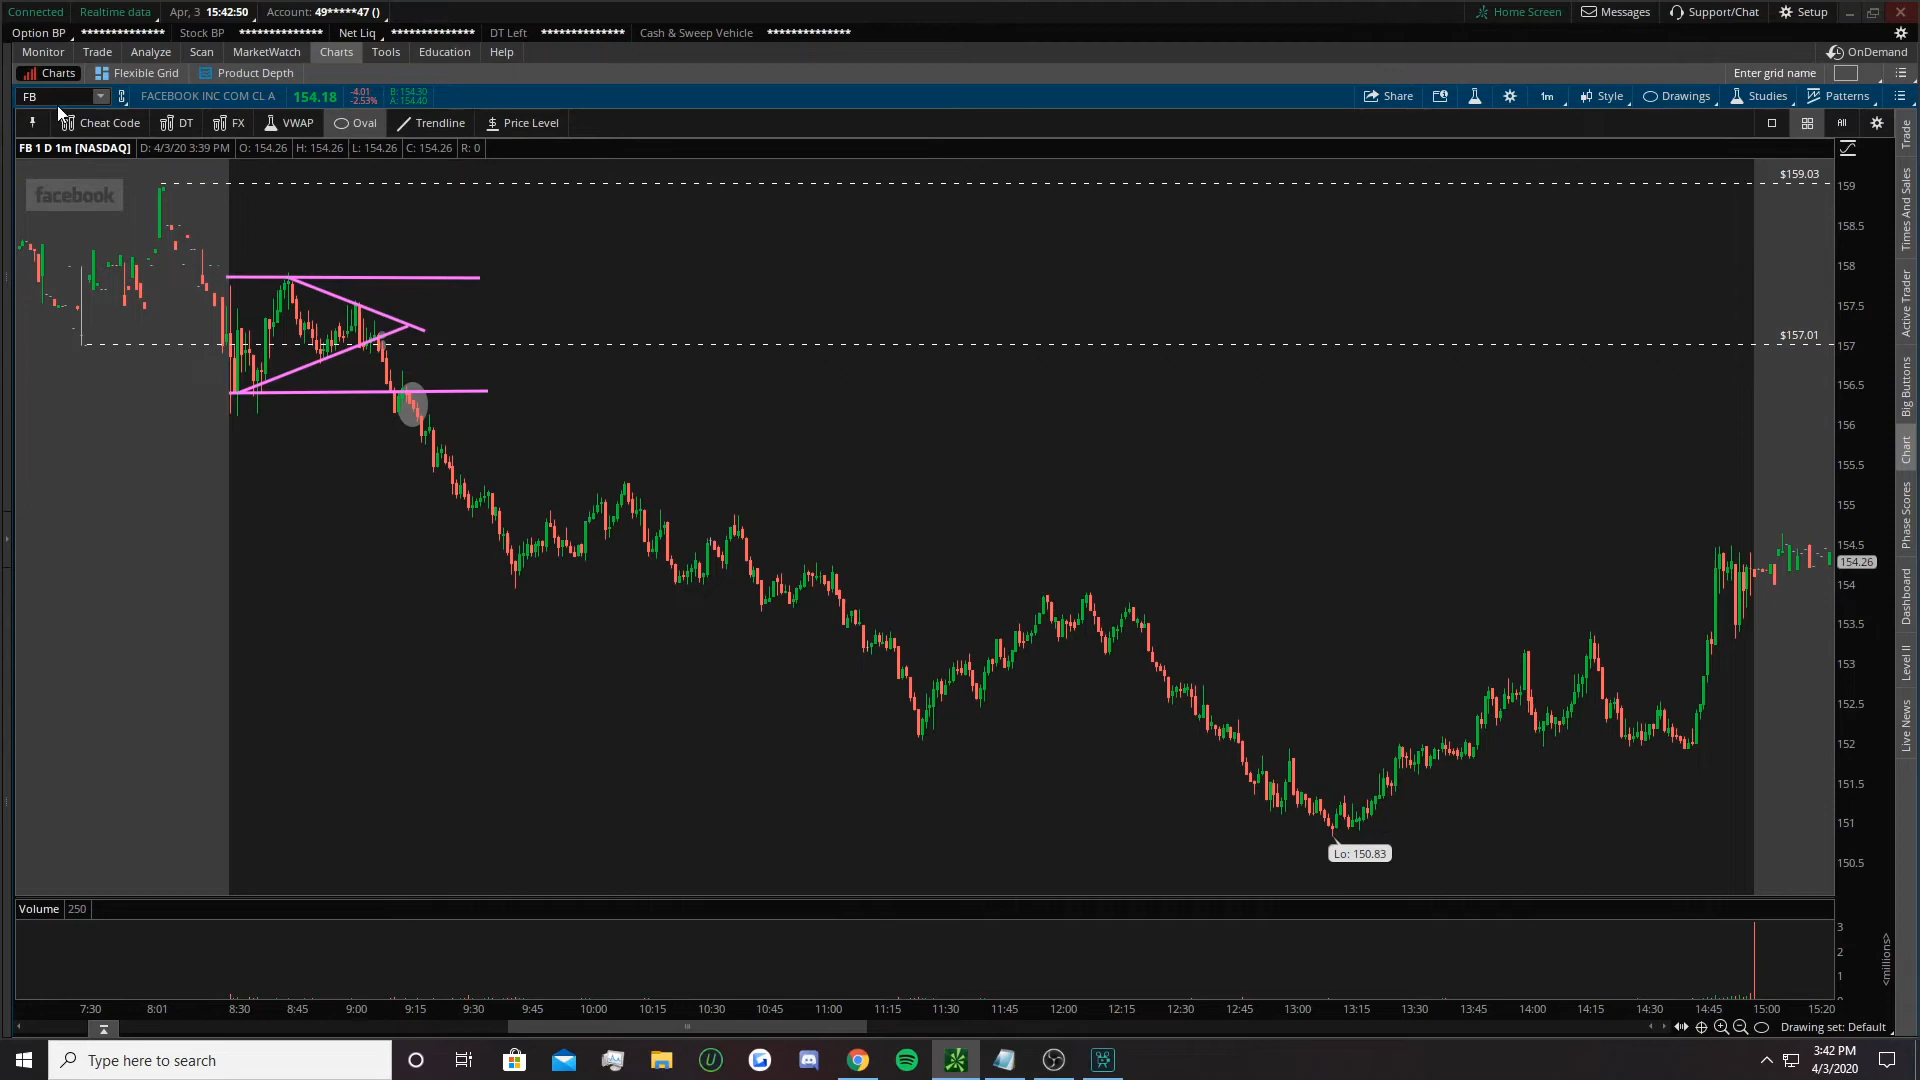 Connected Realtime data Apr, 3 15:42:50 Account: 49*****47 () Home Screen Messages Support/Chat Setup
Option BP ************** Stock BP ************** Net Liq ************** DT Left ************** Cash & Sweep Vehicle **************
Monitor Trade Analyze Scan MarketWatch Charts Tools Education Help OnDemand
Charts Flexible Grid Product Depth Enter grid name
FB FACEBOOK INC COM CL A 154.18 -4.01 -2.53% B: 154.30 A: 154.40 Share 1m Style Drawings Studies Patterns
Cheat Code DT FX VWAP Oval Trendline $ Price Level All
FB 1 D 1m [NASDAQ] D: 4/3/20 3:39 PM O: 154.26 H: 154.26 L: 154.26 C: 154.26 R: 0
facebook
$159.03
159
158.5
158
157.5
$157.01
157
156.5
156
155.5
155
154.5
154.26
154
153.5
153
152.5
152
151.5
151
Lo: 150.83
150.5
Trade
Times And Sales
Active Trader
Big Buttons
Chart
Phase Scores
Dashboard
Level II
Live News
Volume 250
3
2
1
0
<millions>
7:30 8:01 8:30 8:45 9:00 9:15 9:30 9:45 10:00 10:15 10:30 10:45 11:00 11:15 11:30 11:45 12:00 12:15 12:30 12:45 13:00 13:15 13:30 13:45 14:00 14:15 14:30 14:45 15:00 15:20
Drawing set: Default
Type here to search
3:42 PM
4/3/2020